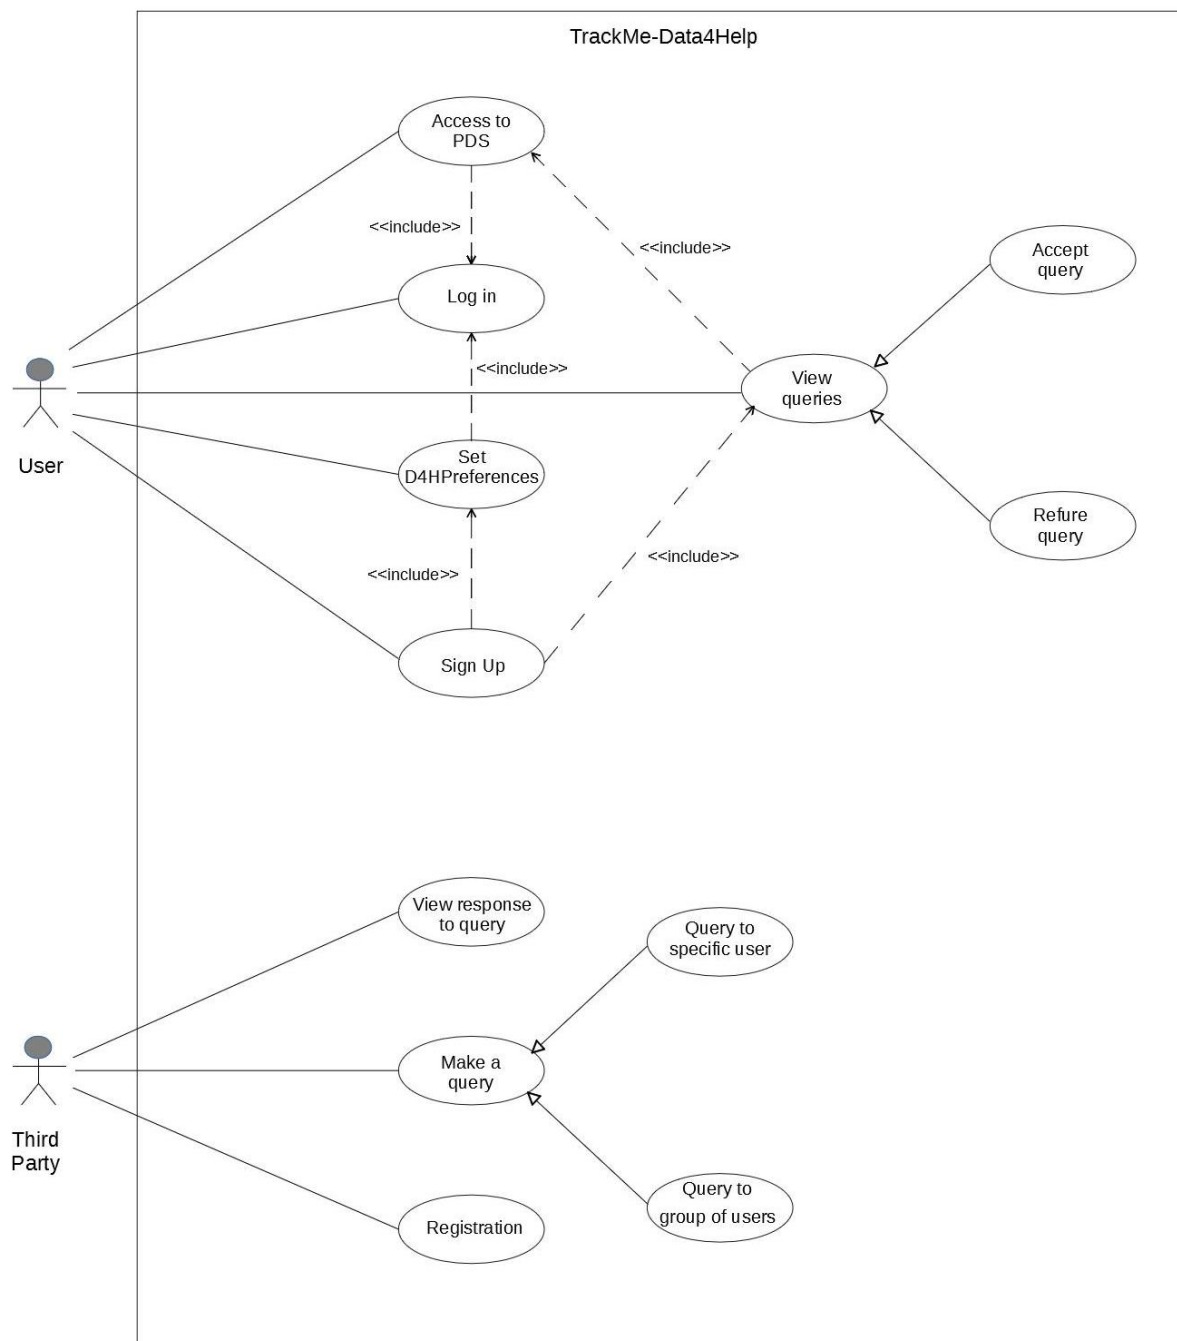 TrackMe-Data4Help
Access to
PDS
<<include>>
<<include>>
Accept
query
Log in
<<include>>
View
queries
User
Set
D4HPreferences
Refure
query
<<include>>
<<include>>
Sign Up
View response
to query
Query to
specific user
Make a
query
Third
Party
Query to
group of users
Registration